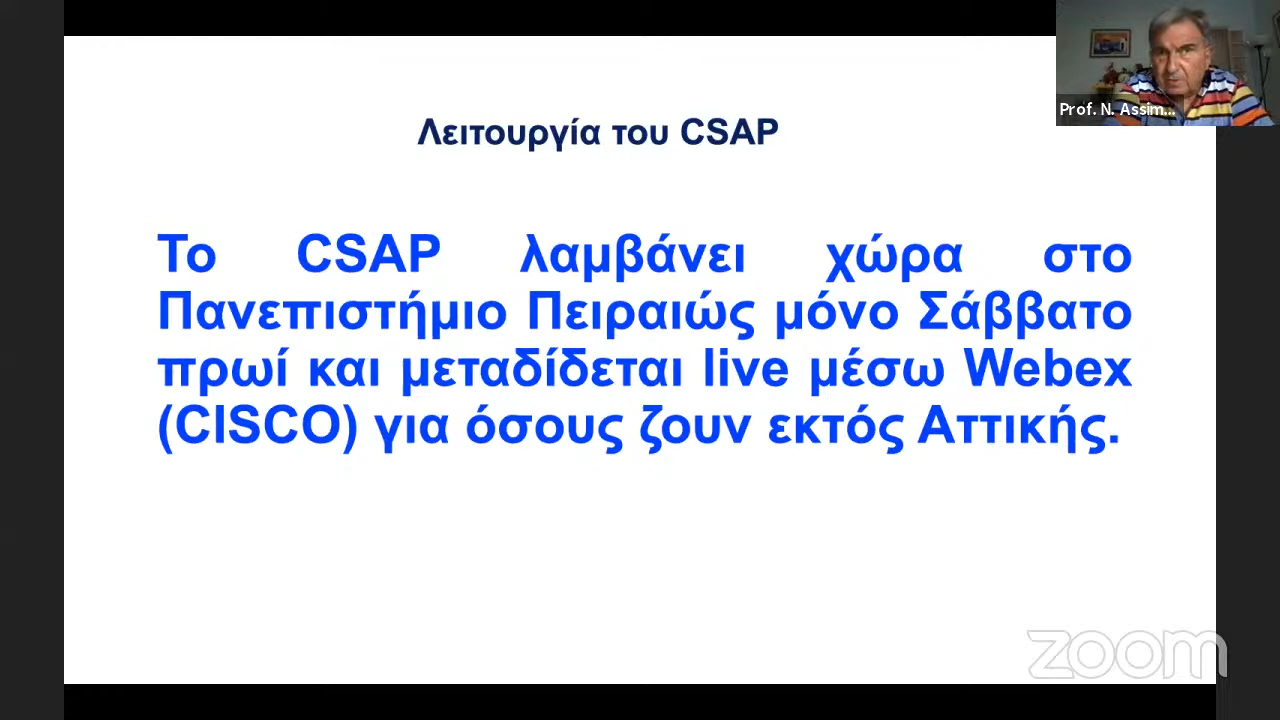 Prof. N. Assim...
Λειτουργία του CSAP
Το CSAP λαμβάνει χώρα στο
Πανεπιστήμιο Πειραιώς μόνο Σάββατο
πρωί και μεταδίδεται live μέσω Webex
(CISCO) για όσους ζουν εκτός Αττικής.
zoom